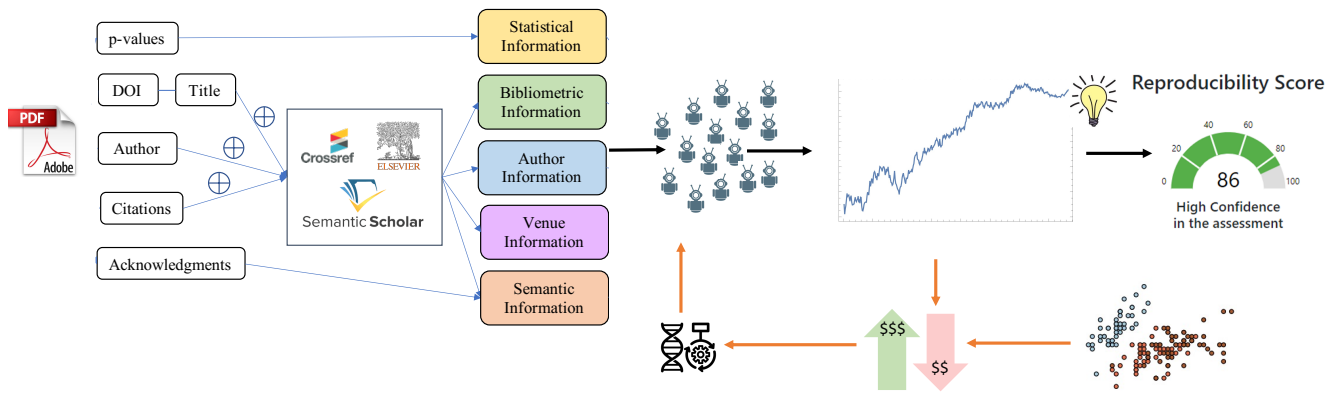 PDF
Adobe
p-values
DOI
Title
Author
Citations
Acknowledgments
Crossref
ELSEVIER
Semantic Scholar
Statistical
Information
Bibliometric
Information
Author
Information
Venue
Information
Semantic
Information
$$$
$$
Reproducibility Score
0
20
40
60
80
100
86
High Confidence
in the assessment